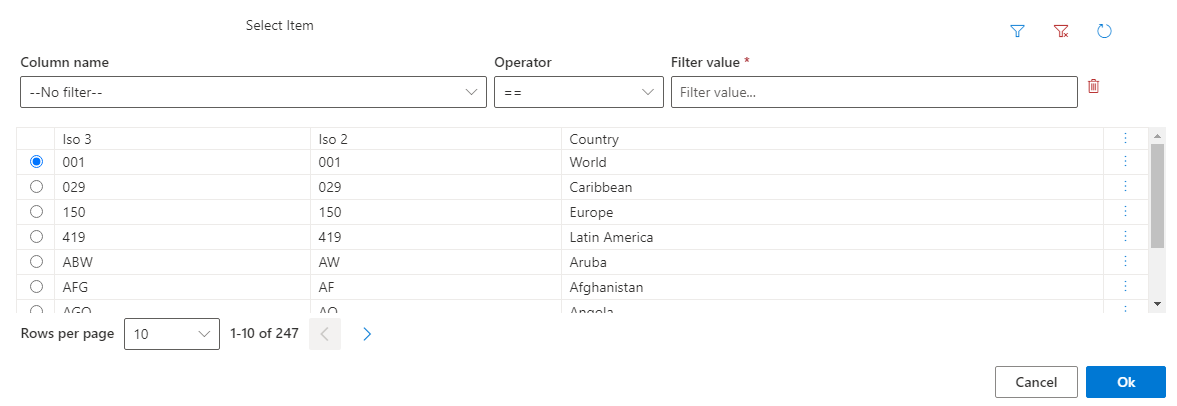 Select Item
Column name Operator Filter value *
--No filter-- == Filter value...
Iso 3 Iso 2 Country
001 001 World
029 029 Caribbean
150 150 Europe
419 419 Latin America
ABW AW Aruba
AFG AF Afghanistan
AGO AO Angola
Rows per page 10 1-10 of 247
Cancel Ok